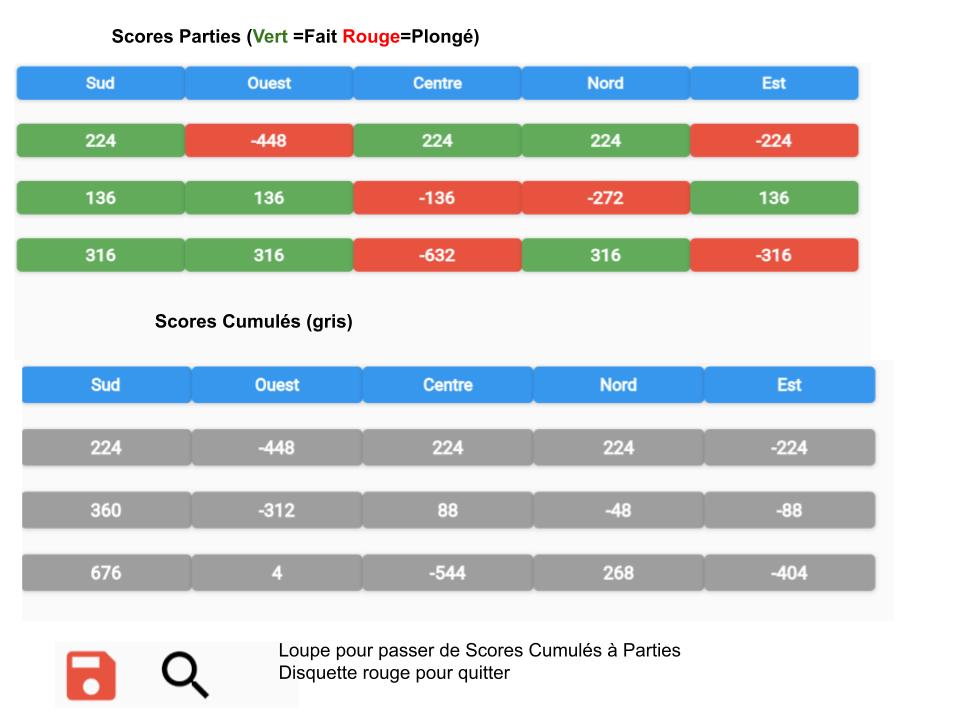 Scores Parties (Vert =Fait Rouge=Plongé)
Sud Ouest Centre Nord Est
224 -448 224 224 -224
136 136 -136 -272 136
316 316 -632 316 -316
Scores Cumulés (gris)
Sud Ouest Centre Nord Est
224 -448 224 224 -224
360 -312 88 -48 -88
676 4 -544 268 -404
Loupe pour passer de Scores Cumulés à Parties
Disquette rouge pour quitter